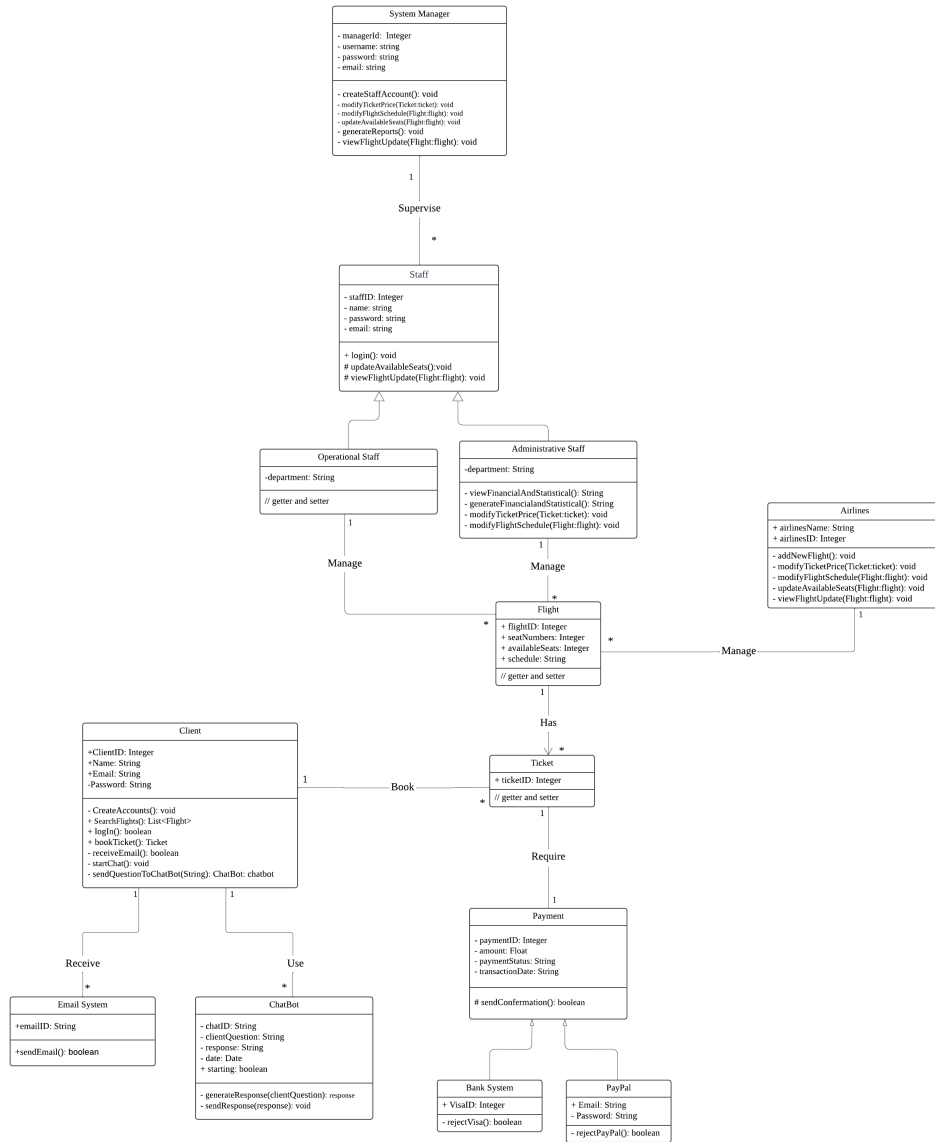 System Manager
- managerId:  Integer
- username: string
- password: string
- email: string
- createStaffAccount(): void
- modifyTicketPrice(Ticket:ticket): void
- modifyFlightSchedule(Flight:flight): void
- updateAvailableSeats(Flight:flight): void
- generateReports(): void
- viewFlightUpdate(Flight:flight): void
1
Supervise
*
Staff
- staffID: Integer
- name: string
- password: string
- email: string
+ login(): void
# updateAvailableSeats():void
# viewFlightUpdate(Flight:flight): void
Operational Staff
-department: String
// getter and setter
1
Manage
*
Administrative Staff
-department: String
- viewFinancialAndStatistical(): String
- generateFinancialandStatistical(): String
- modifyTicketPrice(Ticket:ticket): void
- modifyFlightSchedule(Flight:flight): void
1
Manage
*
Airlines
+ airlinesName: String
+ airlinesID: Integer
- addNewFlight(): void
- modifyTicketPrice(Ticket:ticket): void
- modifyFlightSchedule(Flight:flight): void
- updateAvailableSeats(Flight:flight): void
- viewFlightUpdate(Flight:flight): void
1
Manage
*
Flight
+ flightID: Integer
+ seatNumbers: Integer
+ availableSeats: Integer
+ schedule: String
// getter and setter
1
Has
*
Ticket
+ ticketID: Integer
// getter and setter
Client
+ClientID: Integer
+Name: String
+Email: String
-Password: String
- CreateAccounts(): void
+ SearchFlights(): List<Flight>
+ logIn(): boolean
+ bookTicket(): Ticket
- receiveEmail(): boolean
- startChat(): void
- sendQuestionToChatBot(String): ChatBot: chatbot
1
Book
*
1
Require
1
Payment
- paymentID: Integer
- amount: Float
- paymentStatus: String
- transactionDate: String
# sendConfermation(): boolean
1
Receive
*
1
Use
*
Email System
+emailID: String
+sendEmail(): boolean
ChatBot
- chatID: String
- clientQuestion: String
- response: String
- date: Date
+ starting: boolean
- generateResponse(clientQuestion): response
- sendResponse(response): void
Bank System
+ VisaID: Integer
- rejectVisa(): boolean
PayPal
+ Email: String
- Password: String
- rejectPayPal(): boolean